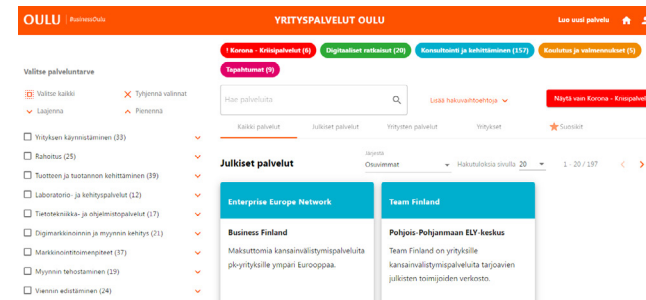 OULU | BusinessOulu
YRITYSPALVELUT OULU
Luo uusi palvelu
! Korona - Kriisipalvelut (6)
Digitaaliset ratkaisut (20)
Konsultointi ja kehittäminen (157)
Koulutus ja valmennukset (5)
Tapahtumat (9)
Valitse palveluntarve
Valitse kaikki
Tyhjennä valinnat
Laajenna
Pienennä
Yrityksen käynnistäminen (33)
Rahoitus (25)
Tuotteen ja tuotannon kehittäminen (39)
Laboratorio- ja kehityspalvelut (12)
Tietotekniikka- ja ohjelmistopalvelut (17)
Digimarkkinoinnin ja myynnin kehitys (21)
Markkinointitoimenpiteet (37)
Myynnin tehostaminen (19)
Viennin edistäminen (24)
Hae palveluita
Lisää hakuvaihtoehtoja
Näytä vain Korona - Kriisipalvel
Kaikki palvelut
Julkiset palvelut
Yritysten palvelut
Yritykset
Suosikit
Julkiset palvelut
Järjestä
Osuvimmat
Hakutuloksia sivulla 20
1 - 20 / 197
Enterprise Europe Network
Business Finland
Maksuttomia kansainvälistymispalveluita
pk-yrityksille ympäri Eurooppaa.
Team Finland
Pohjois-Pohjanmaan ELY-keskus
Team Finland on yrityksille
kansainvälistymispalveluita tarjoavien
julkisten toimijoiden verkosto.